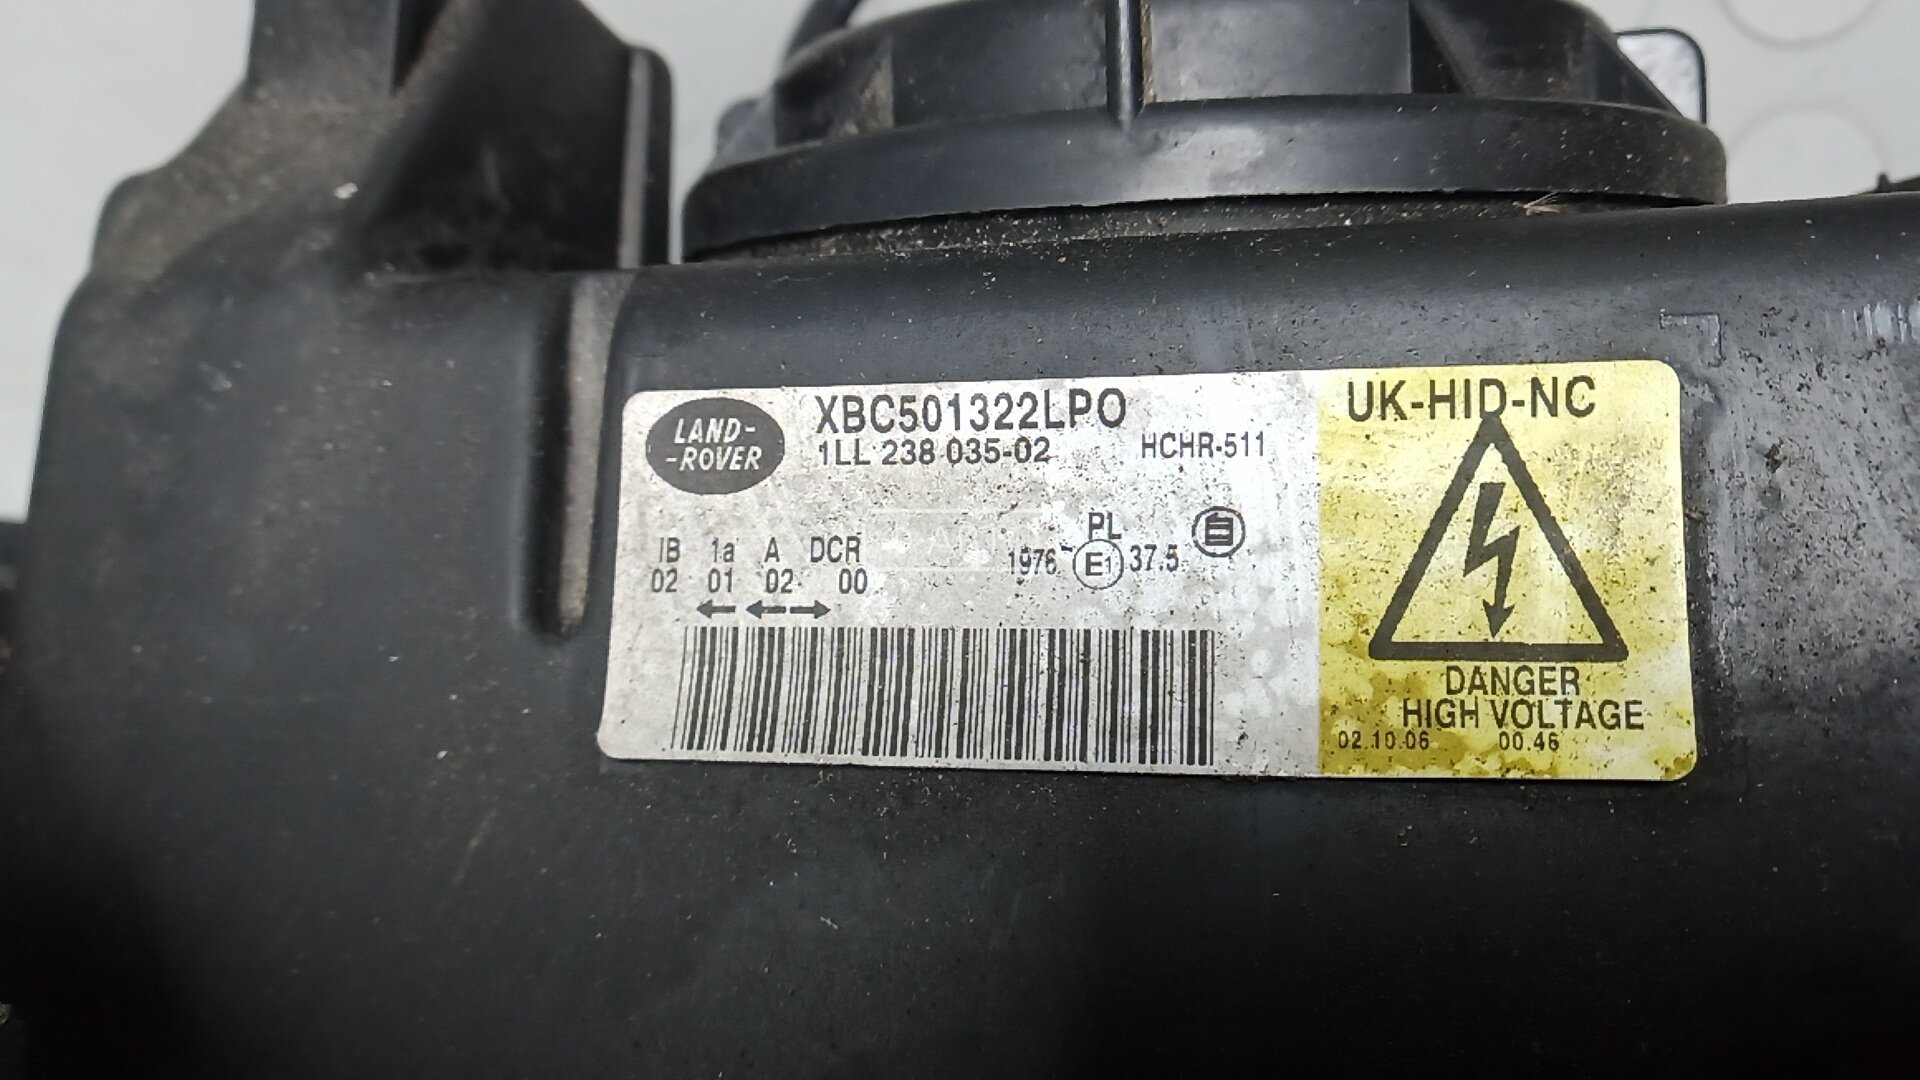 LAND-
-ROVER
XBC501322LPO
1LL 238 035-02 HCHR-511
IB 1a A DCR
02 01 02 00
PL
1976 E1 37.5
UK-HID-NC
DANGER
HIGH VOLTAGE
02.10.06 00.46